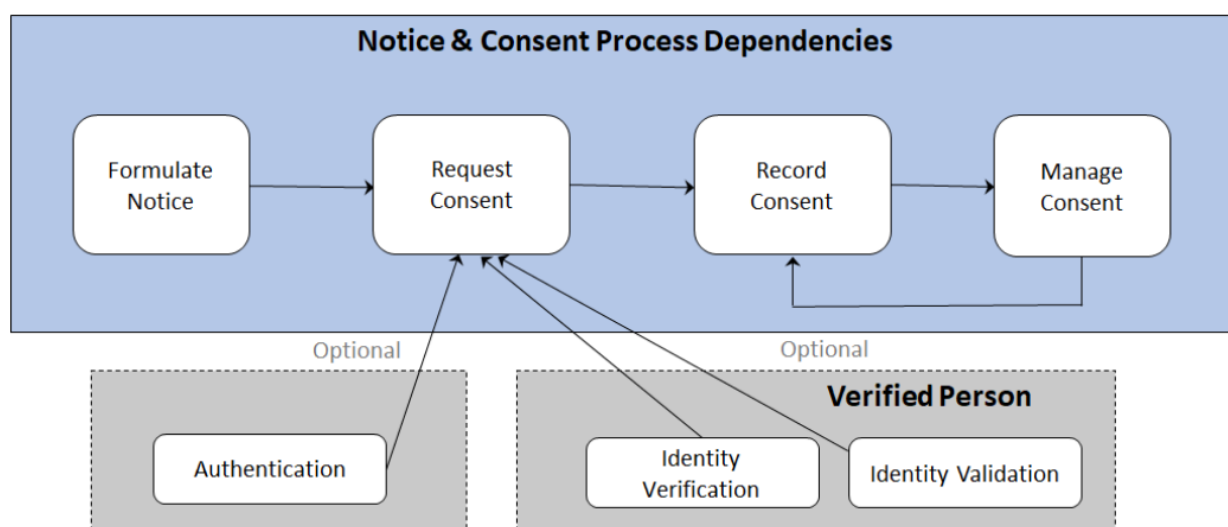 Notice & Consent Process Dependencies
Formulate
Notice
Request
Consent
Record
Consent
Manage
Consent
Optional
Optional
Verified Person
Authentication
Identity
Verification
Identity Validation